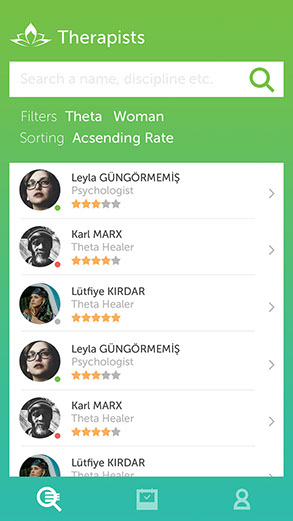 Therapists
Search a name, discipline etc.
Filters Theta Woman
Sorting Acsending Rate
Leyla GÜNGÖRMEMİŞ
Psychologist
Karl MARX
Theta Healer
Lütfiye KIRDAR
Theta Healer
Leyla GÜNGÖRMEMİŞ
Psychologist
Karl MARX
Theta Healer
Lütfiye KIRDAR
Theta Healer